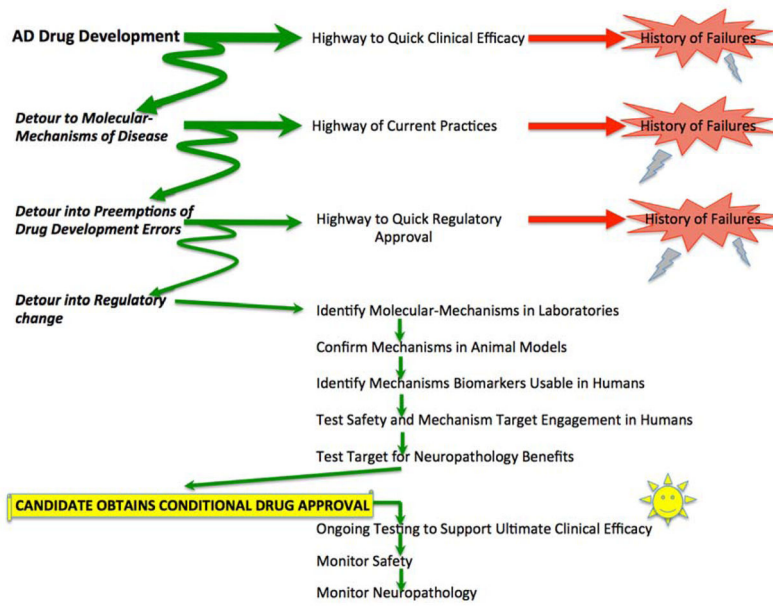 AD Drug Development
Highway to Quick Clinical Efficacy
History of Failures
Detour to Molecular-
Mechanisms of Disease
Highway of Current Practices
History of Failures
Detour into Preemptions of
Drug Development Errors
Highway to Quick Regulatory
Approval
History of Failures
Detour into Regulatory
change
Identify Molecular-Mechanisms in Laboratories
Confirm Mechanisms in Animal Models
Identify Mechanisms Biomarkers Usable in Humans
Test Safety and Mechanism Target Engagement in Humans
Test Target for Neuropathology Benefits
CANDIDATE OBTAINS CONDITIONAL DRUG APPROVAL
Ongoing Testing to Support Ultimate Clinical Efficacy
Monitor Safety
Monitor Neuropathology